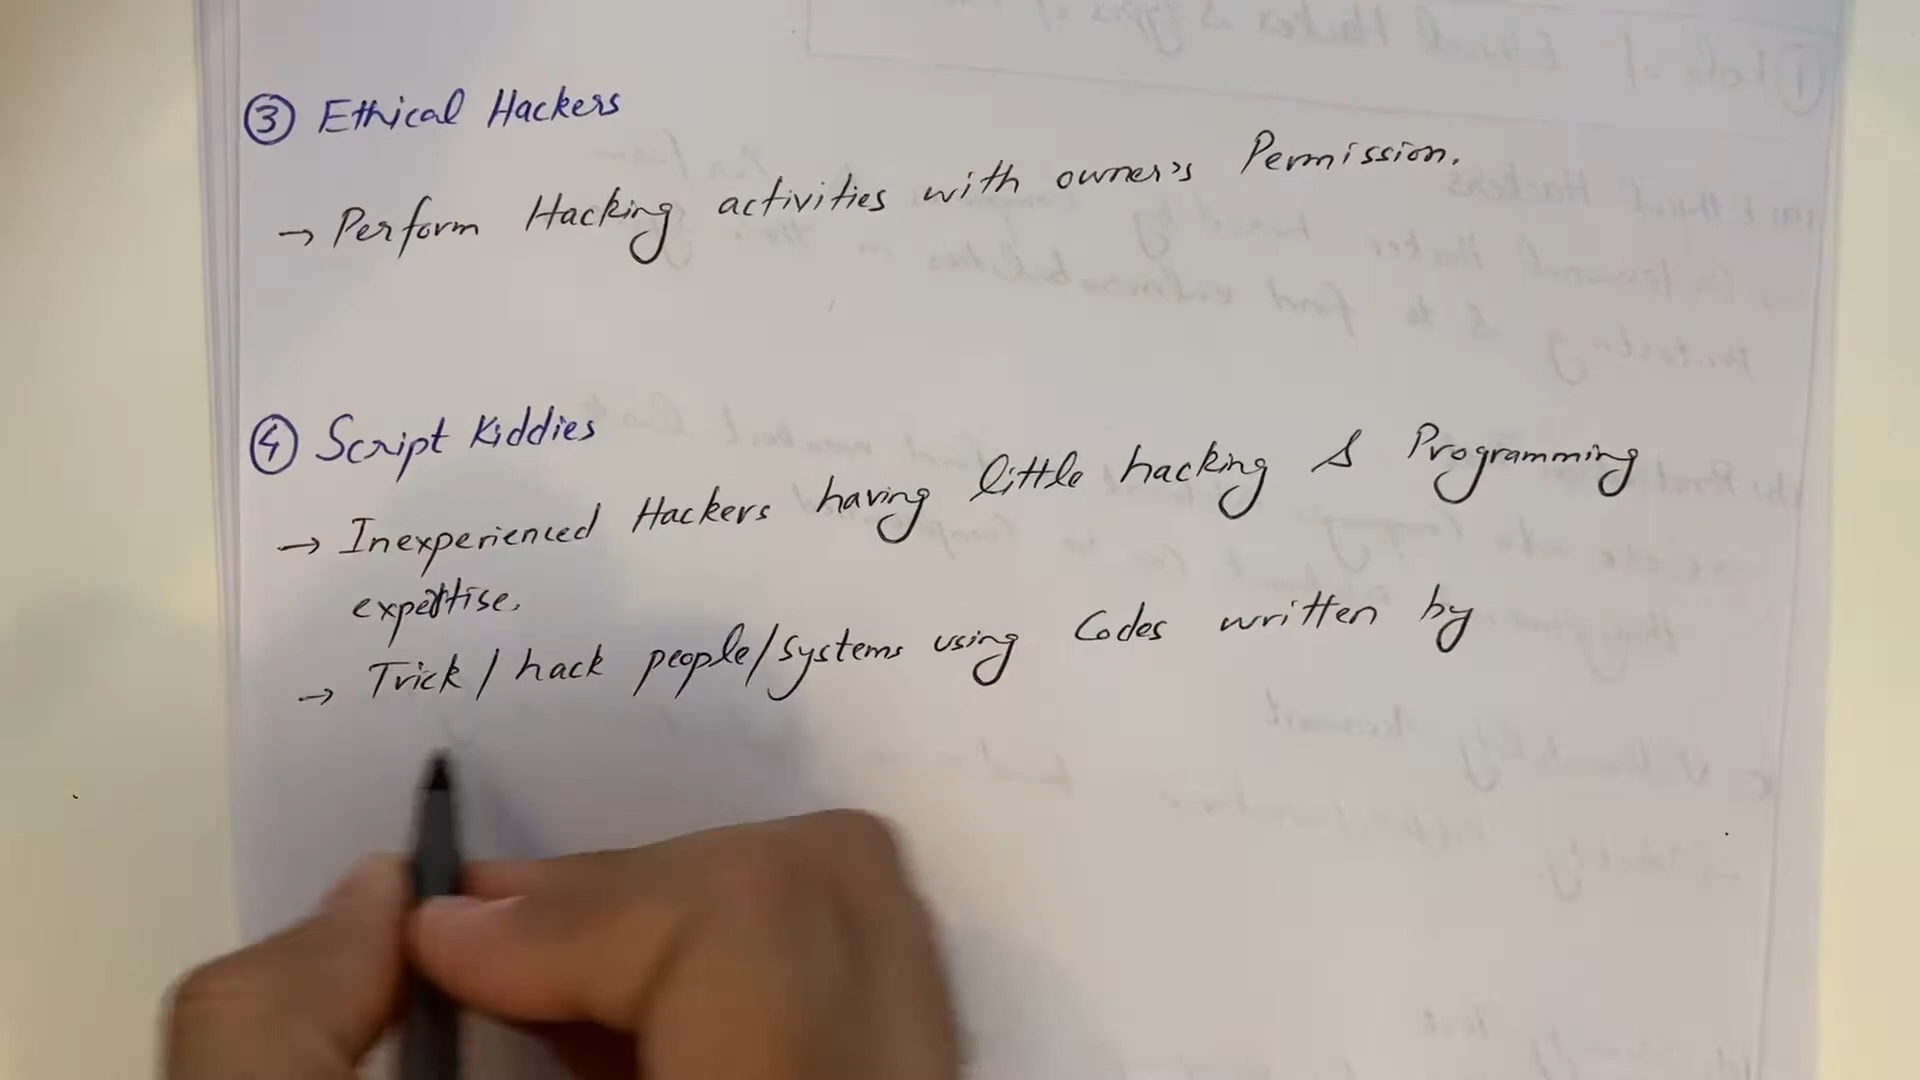 ③ Ethical Hackers
→ Perform Hacking activities with owner's Permission.
④ Script Kiddies
→ Inexperienced Hackers having little hacking & Programming
expertise.
→ Trick / hack people/systems using Codes written by